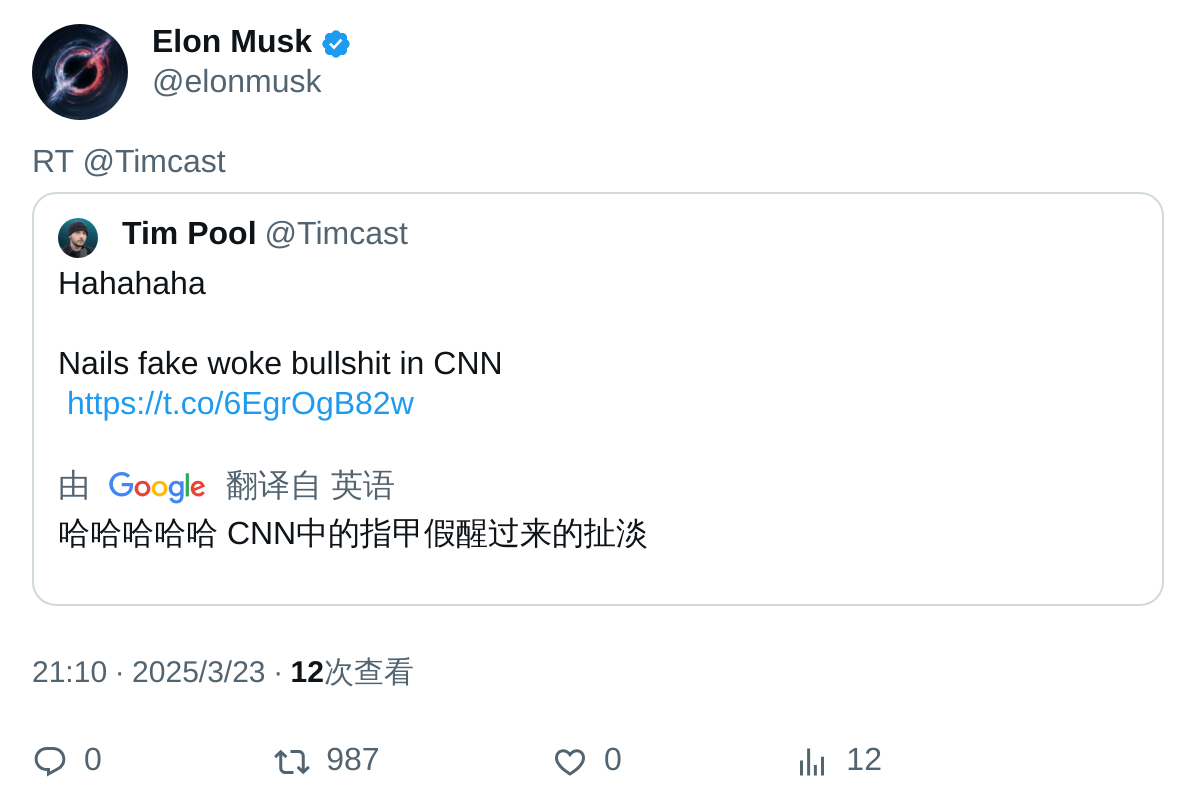 Elon Musk
@elonmusk
RT @Timcast
Tim Pool @Timcast
Hahahaha
Nails fake woke bullshit in CNN
https://t.co/6EgrOgB82w
由 Google 翻译自 英语
哈哈哈哈哈 CNN中的指甲假醒过来的扯淡
21:10 · 2025/3/23 · 12次查看
0 987 0 12